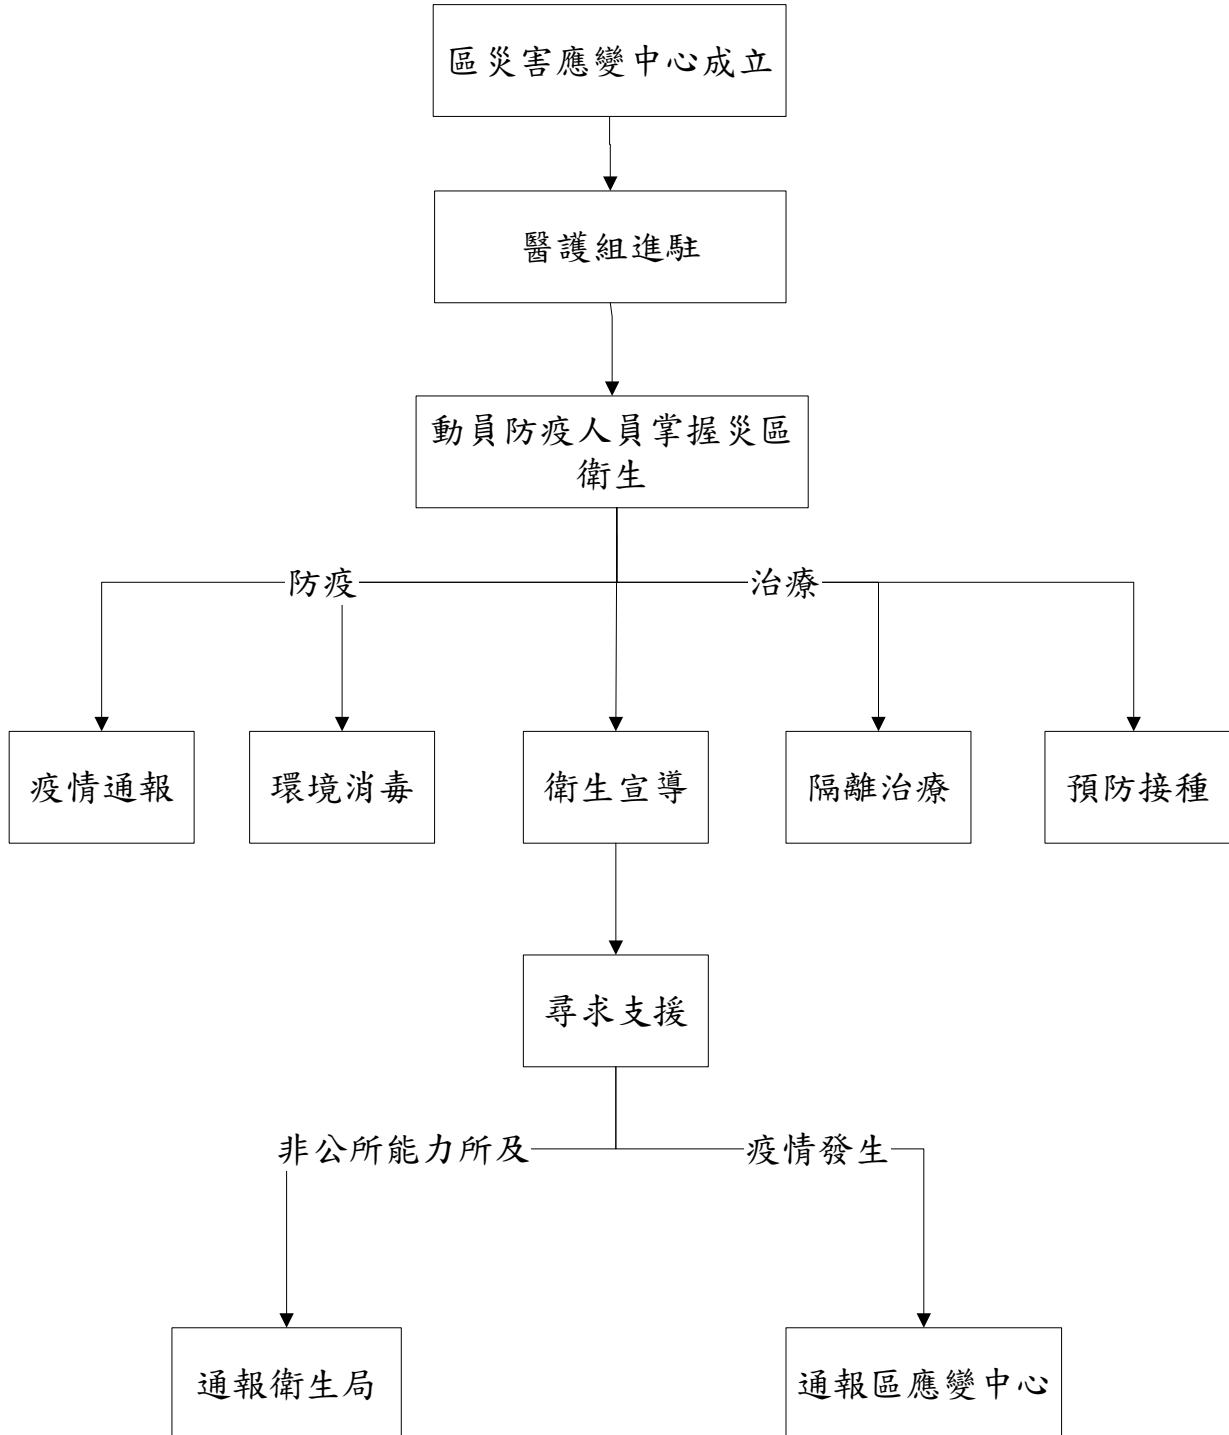 區災害應變中心成立
醫護組進駐
動員防疫人員掌握災區
衛生
防疫
治療
疫情通報
環境消毒
衛生宣導
隔離治療
預防接種
尋求支援
非公所能力所及
疫情發生
通報衛生局
通報區應變中心